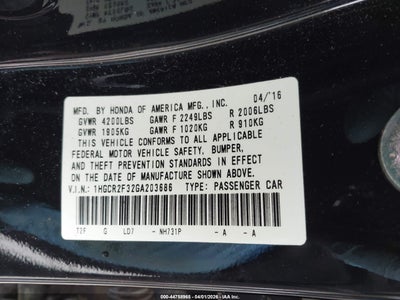 MFD. BY HONDA OF AMERICA MFG., INC. 04/'16
GVWR 4200LBS GAWR F 2249LBS R 2006LBS
GVWR 1905KG GAWR F 1020KG R 910KG
THIS VEHICLE CONFORMS TO ALL APPLICABLE
FEDERAL MOTOR VEHICLE SAFETY, BUMPER,
AND THEFT PREVENTION STANDARDS IN EFFECT
ON THE DATE OF MANUFACTURE SHOWN ABOVE.
V.I.N.: 1HGCR2F32GA203686 TYPE: PASSENGER CAR
T2F G LD7 NH731P -A -A
000-44758965 - 04/01/2026 - IAA Inc.